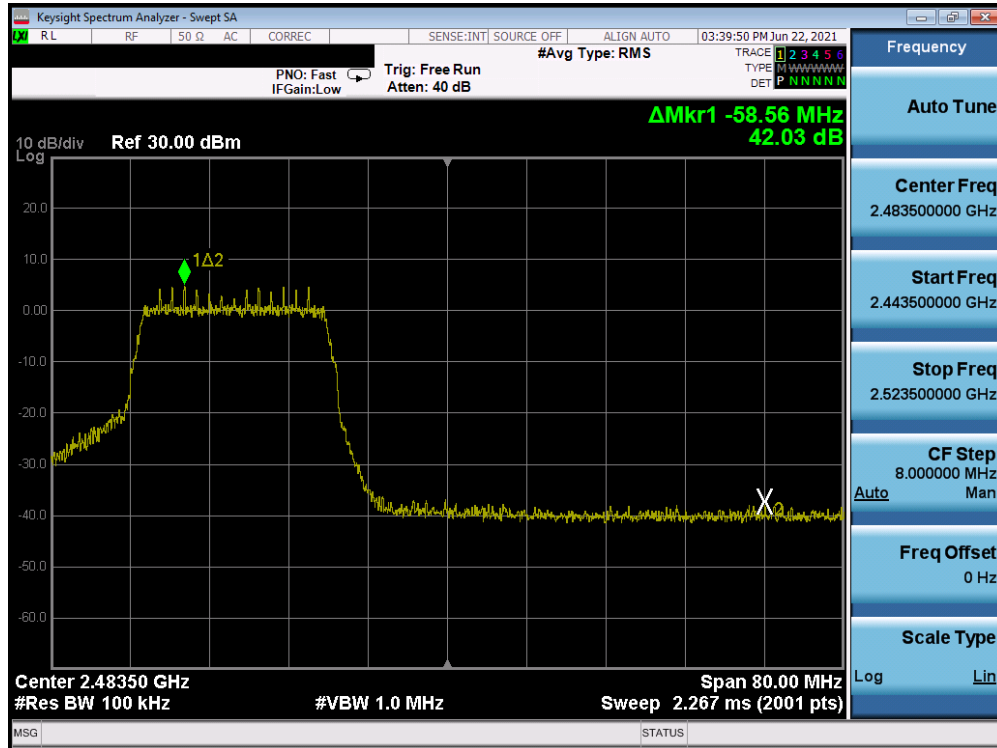 Keysight Spectrum Analyzer - Swept SA
LXI RL RF 50 Ω AC CORREC SENSE:INT SOURCE OFF ALIGN AUTO 03:39:50 PM Jun 22, 2021
#Avg Type: RMS
TRACE 1 2 3 4 5 6
TYPE M W W W W W
DET P N N N N N
PNO: Fast
IFGain:Low
Trig: Free Run
Atten: 40 dB
ΔMkr1 -58.56 MHz
42.03 dB
10 dB/div
Log
Ref 30.00 dBm
20.0
10.0
0.00
-10.0
-20.0
-30.0
-40.0
-50.0
-60.0
1Δ2
X2
Center 2.48350 GHz
Span 80.00 MHz
#Res BW 100 kHz
#VBW 1.0 MHz
Sweep 2.267 ms (2001 pts)
MSG
STATUS
Frequency
Auto Tune
Center Freq
2.483500000 GHz
Start Freq
2.443500000 GHz
Stop Freq
2.523500000 GHz
CF Step
8.000000 MHz
Auto Man
Freq Offset
0 Hz
Scale Type
Log Lin